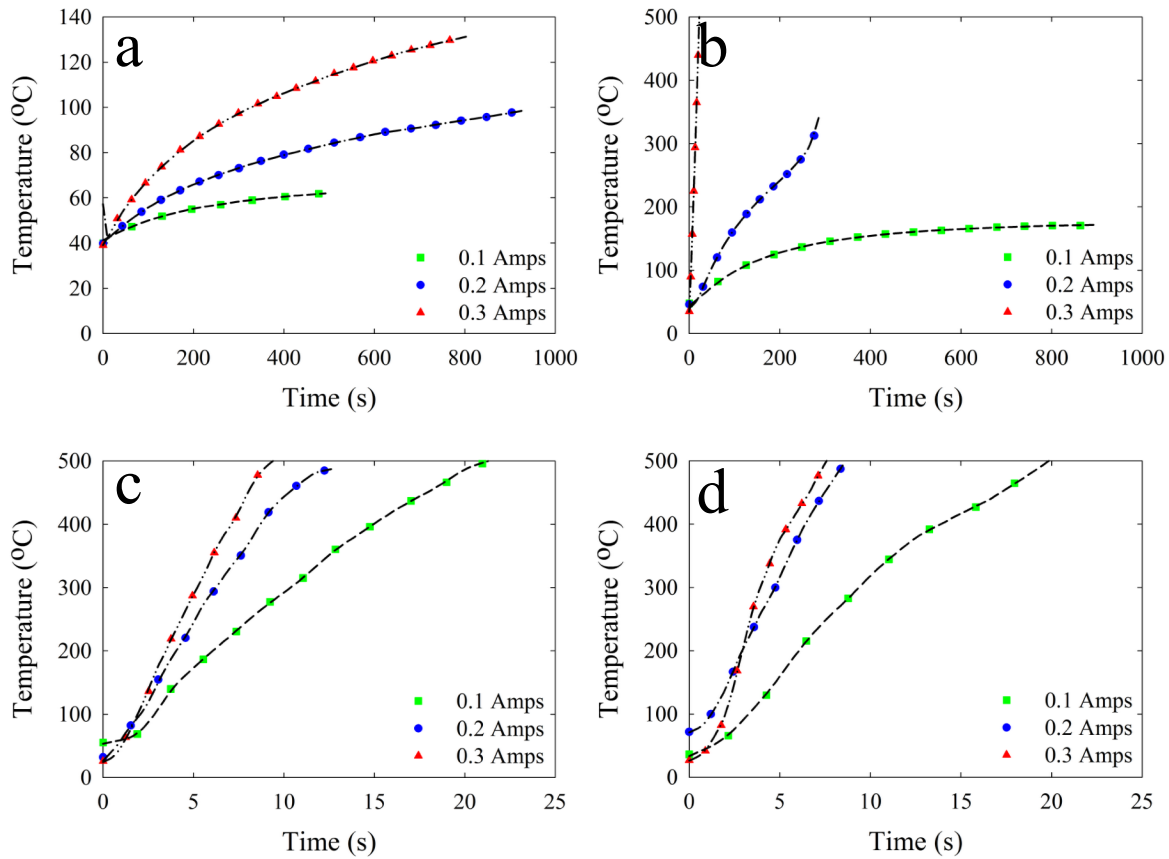 a
140
120
100
80
60
40
20
0
Temperature (ºC)
0 200 400 600 800 1000
Time (s)
0.1 Amps
0.2 Amps
0.3 Amps
b
500
400
300
200
100
0
Temperature (ºC)
0 200 400 600 800 1000
Time (s)
0.1 Amps
0.2 Amps
0.3 Amps
c
500
400
300
200
100
0
Temperature (ºC)
0 5 10 15 20 25
Time (s)
0.1 Amps
0.2 Amps
0.3 Amps
d
500
400
300
200
100
0
Temperature (ºC)
0 5 10 15 20 25
Time (s)
0.1 Amps
0.2 Amps
0.3 Amps